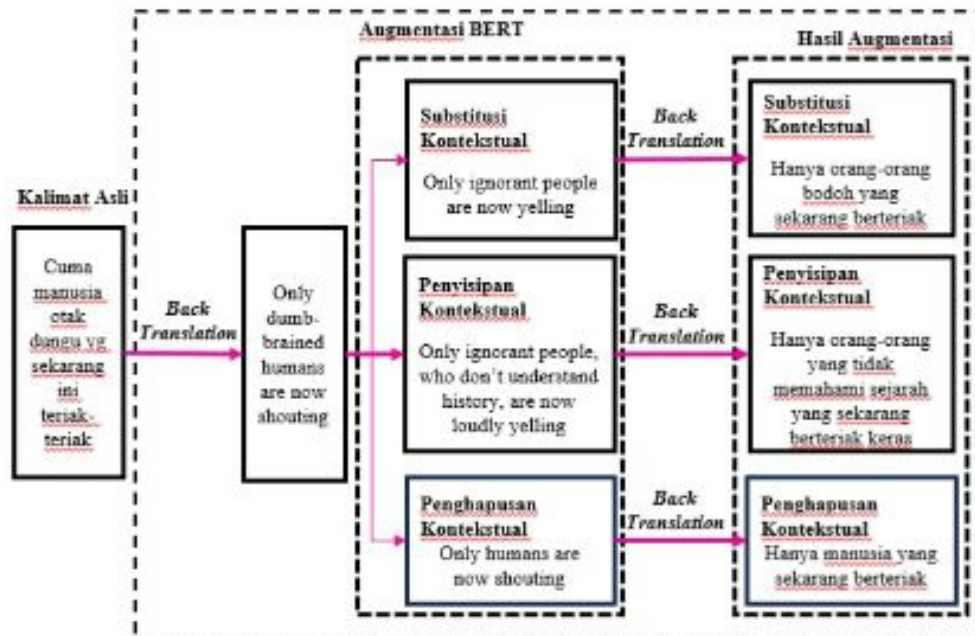 Augmentasi BERT
Hasil Augmentasi
Kalimat Asli
Cuma
manusia
otak
dungu yg
sekarang
ini
teriak-
teriak
Back
Translation
Only
dumb-
brained
humans
are now
shouting
Substitusi
Kontekstual
Only ignorant people
are now yelling
Back
Translation
Substitusi
Kontekstual
Hanya orang-orang
bodoh yang
sekarang berteriak
Penyisipan
Kontekstual
Only ignorant people,
who don't understand
history, are now
loudly yelling
Back
Translation
Penyisipan
Kontekstual
Hanya orang-orang
yang tidak
memahami sejarah
yang sekarang
berteriak keras
Penghapusan
Kontekstual
Only humans are
now shouting
Back
Translation
Penghapusan
Kontekstual
Hanya manusia yang
sekarang berteriak